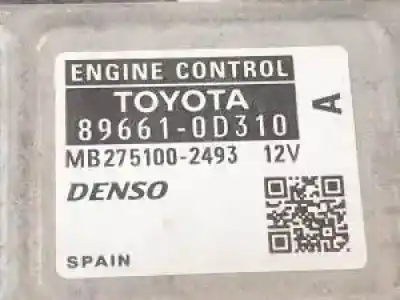 ENGINE CONTROL
TOYOTA
89661-0D310
A
MB275100-2493 12V
DENSO
SPAIN